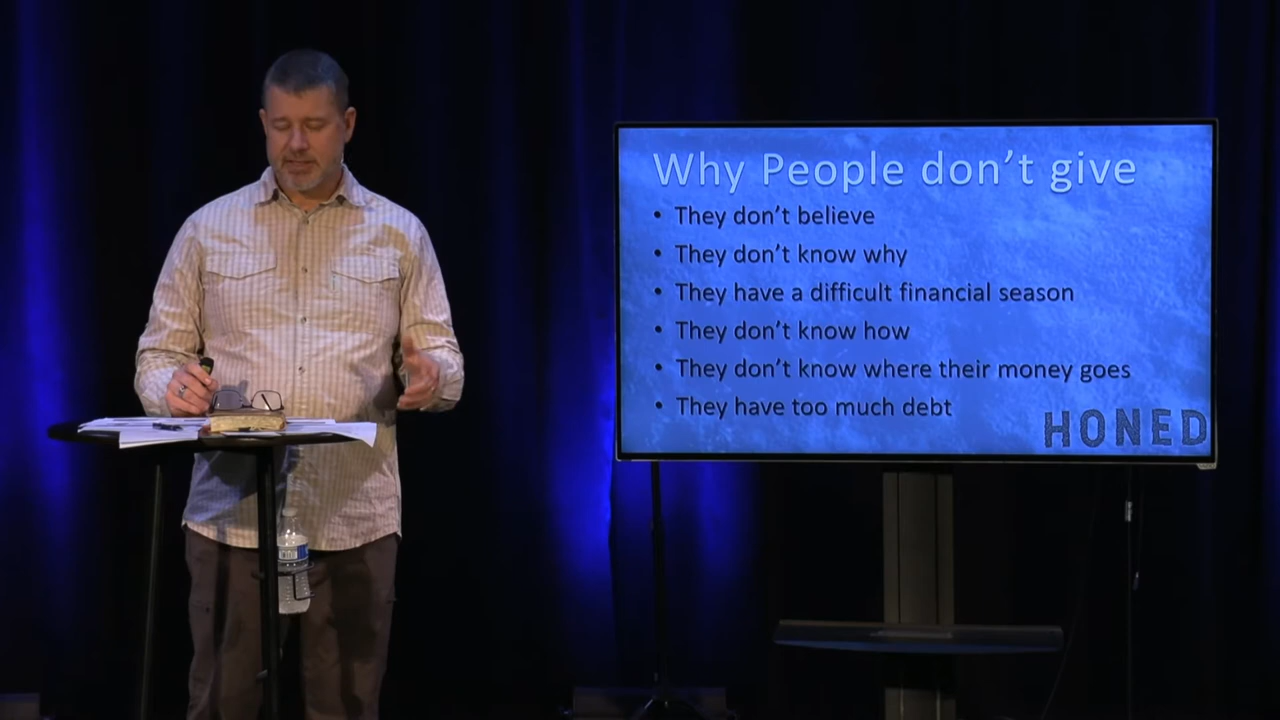 Why People don't give
• They don't believe
• They don't know why
• They have a difficult financial season
• They don't know how
• They don't know where their money goes
• They have too much debt
HONED